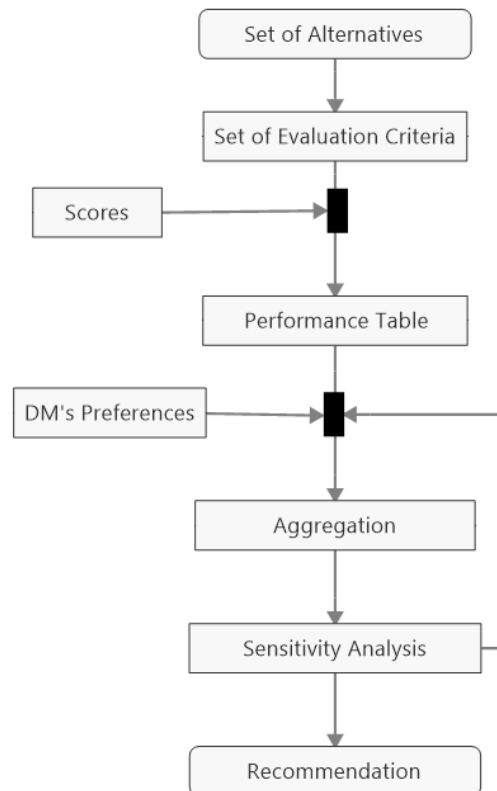 Set of Alternatives
Set of Evaluation Criteria
Scores
Performance Table
DM's Preferences
Aggregation
Sensitivity Analysis
Recommendation